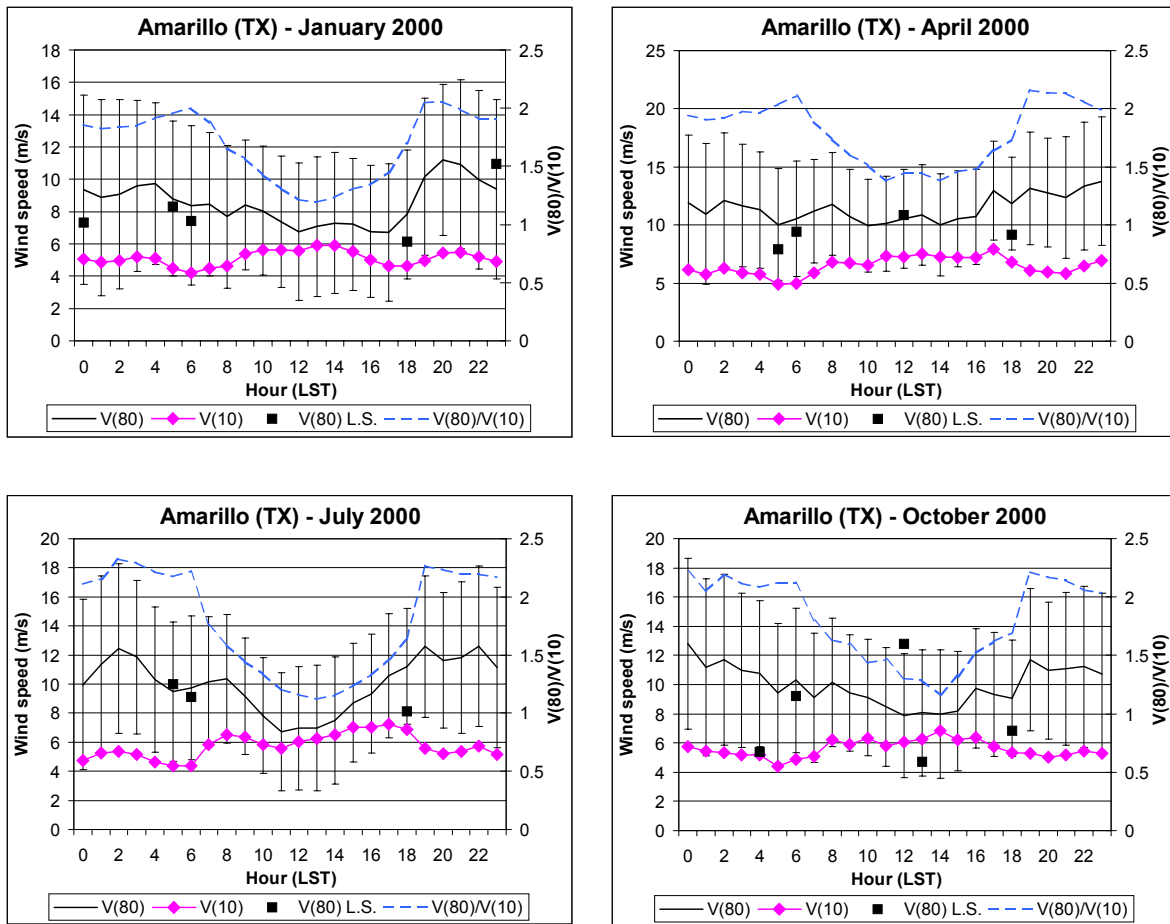 Amarillo (TX) - January 2000
Wind speed (m/s)
18
16
14
12
10
8
6
4
2
0
2.5
2
1.5
1
0.5
0
V(80)/V(10)
0 2 4 6 8 10 12 14 16 18 20 22
Hour (LST)
V(80) V(10) V(80) L.S. V(80)/V(10)
Amarillo (TX) - April 2000
Wind speed (m/s)
25
20
15
10
5
0
2.5
2
1.5
1
0.5
0
V(80)/V(10)
0 2 4 6 8 10 12 14 16 18 20 22
Hour (LST)
V(80) V(10) V(80) L.S. V(80)/V(10)
Amarillo (TX) - July 2000
Wind speed (m/s)
20
18
16
14
12
10
8
6
4
2
0
2.5
2
1.5
1
0.5
0
V(80)/V(10)
0 2 4 6 8 10 12 14 16 18 20 22
Hour (LST)
V(80) V(10) V(80) L.S. V(80)/V(10)
Amarillo (TX) - October 2000
Wind speed (m/s)
20
18
16
14
12
10
8
6
4
2
0
2.5
2
1.5
1
0.5
0
V(80)/V(10)
0 2 4 6 8 10 12 14 16 18 20 22
Hour (LST)
V(80) V(10) V(80) L.S. V(80)/V(10)